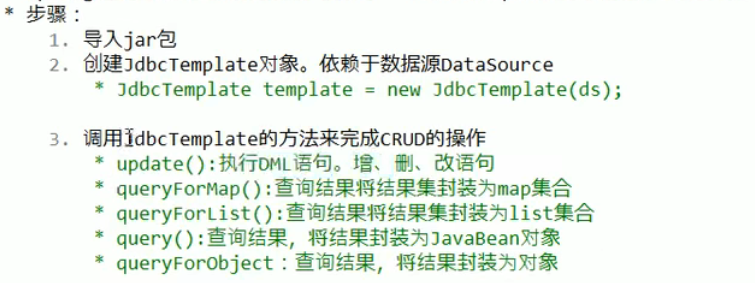 * 步骤：
1. 导入jar包
2. 创建JdbcTemplate对象。依赖于数据源DataSource
* JdbcTemplate template = new JdbcTemplate(ds);
3. 调用JdbcTemplate的方法来完成CRUD的操作
* update():执行DML语句。增、删、改语句
* queryForMap():查询结果将结果集封装为map集合
* queryForList():查询结果将结果集封装为list集合
* query():查询结果，将结果封装为JavaBean对象
* queryForObject：查询结果，将结果封装为对象